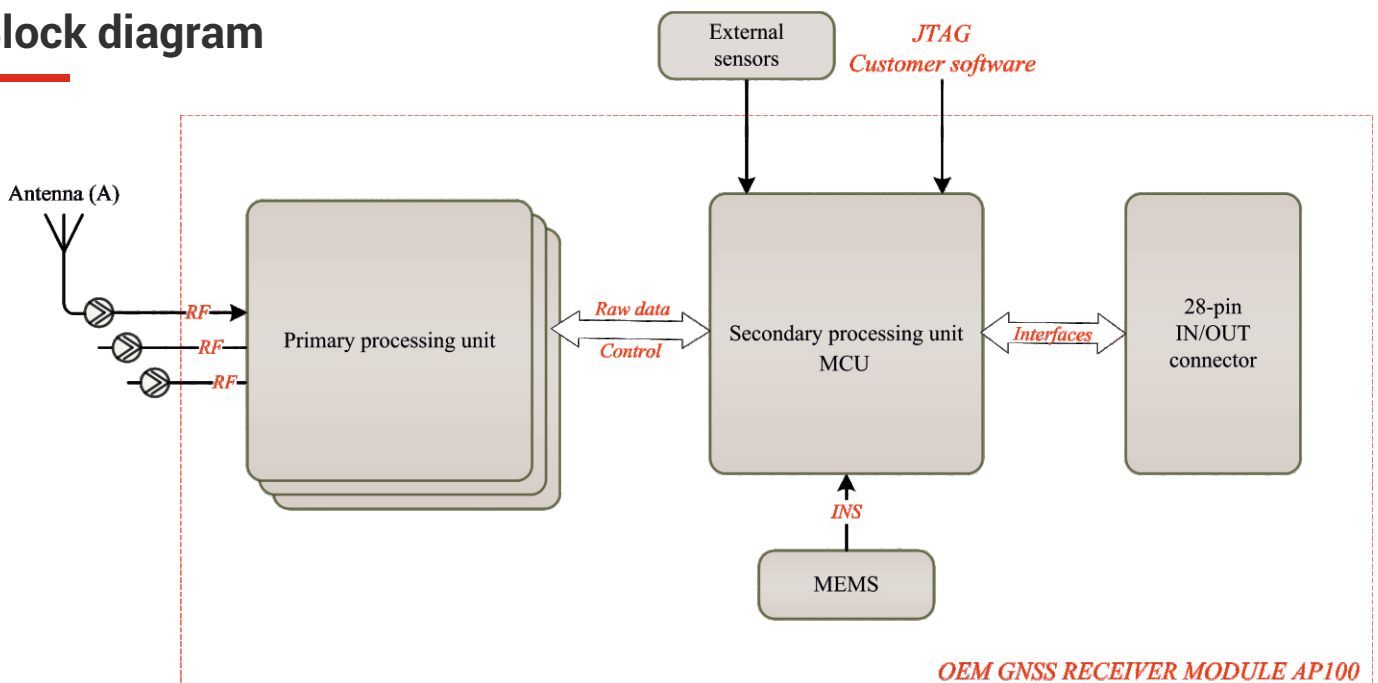 lock diagram
External
sensors
JTAG
Customer software
Antenna (A)
RF
RF
RF
Primary processing unit
Raw data
Control
Secondary processing unit
MCU
Interfaces
28-pin
IN/OUT
connector
INS
MEMS
OEM GNSS RECEIVER MODULE AP100